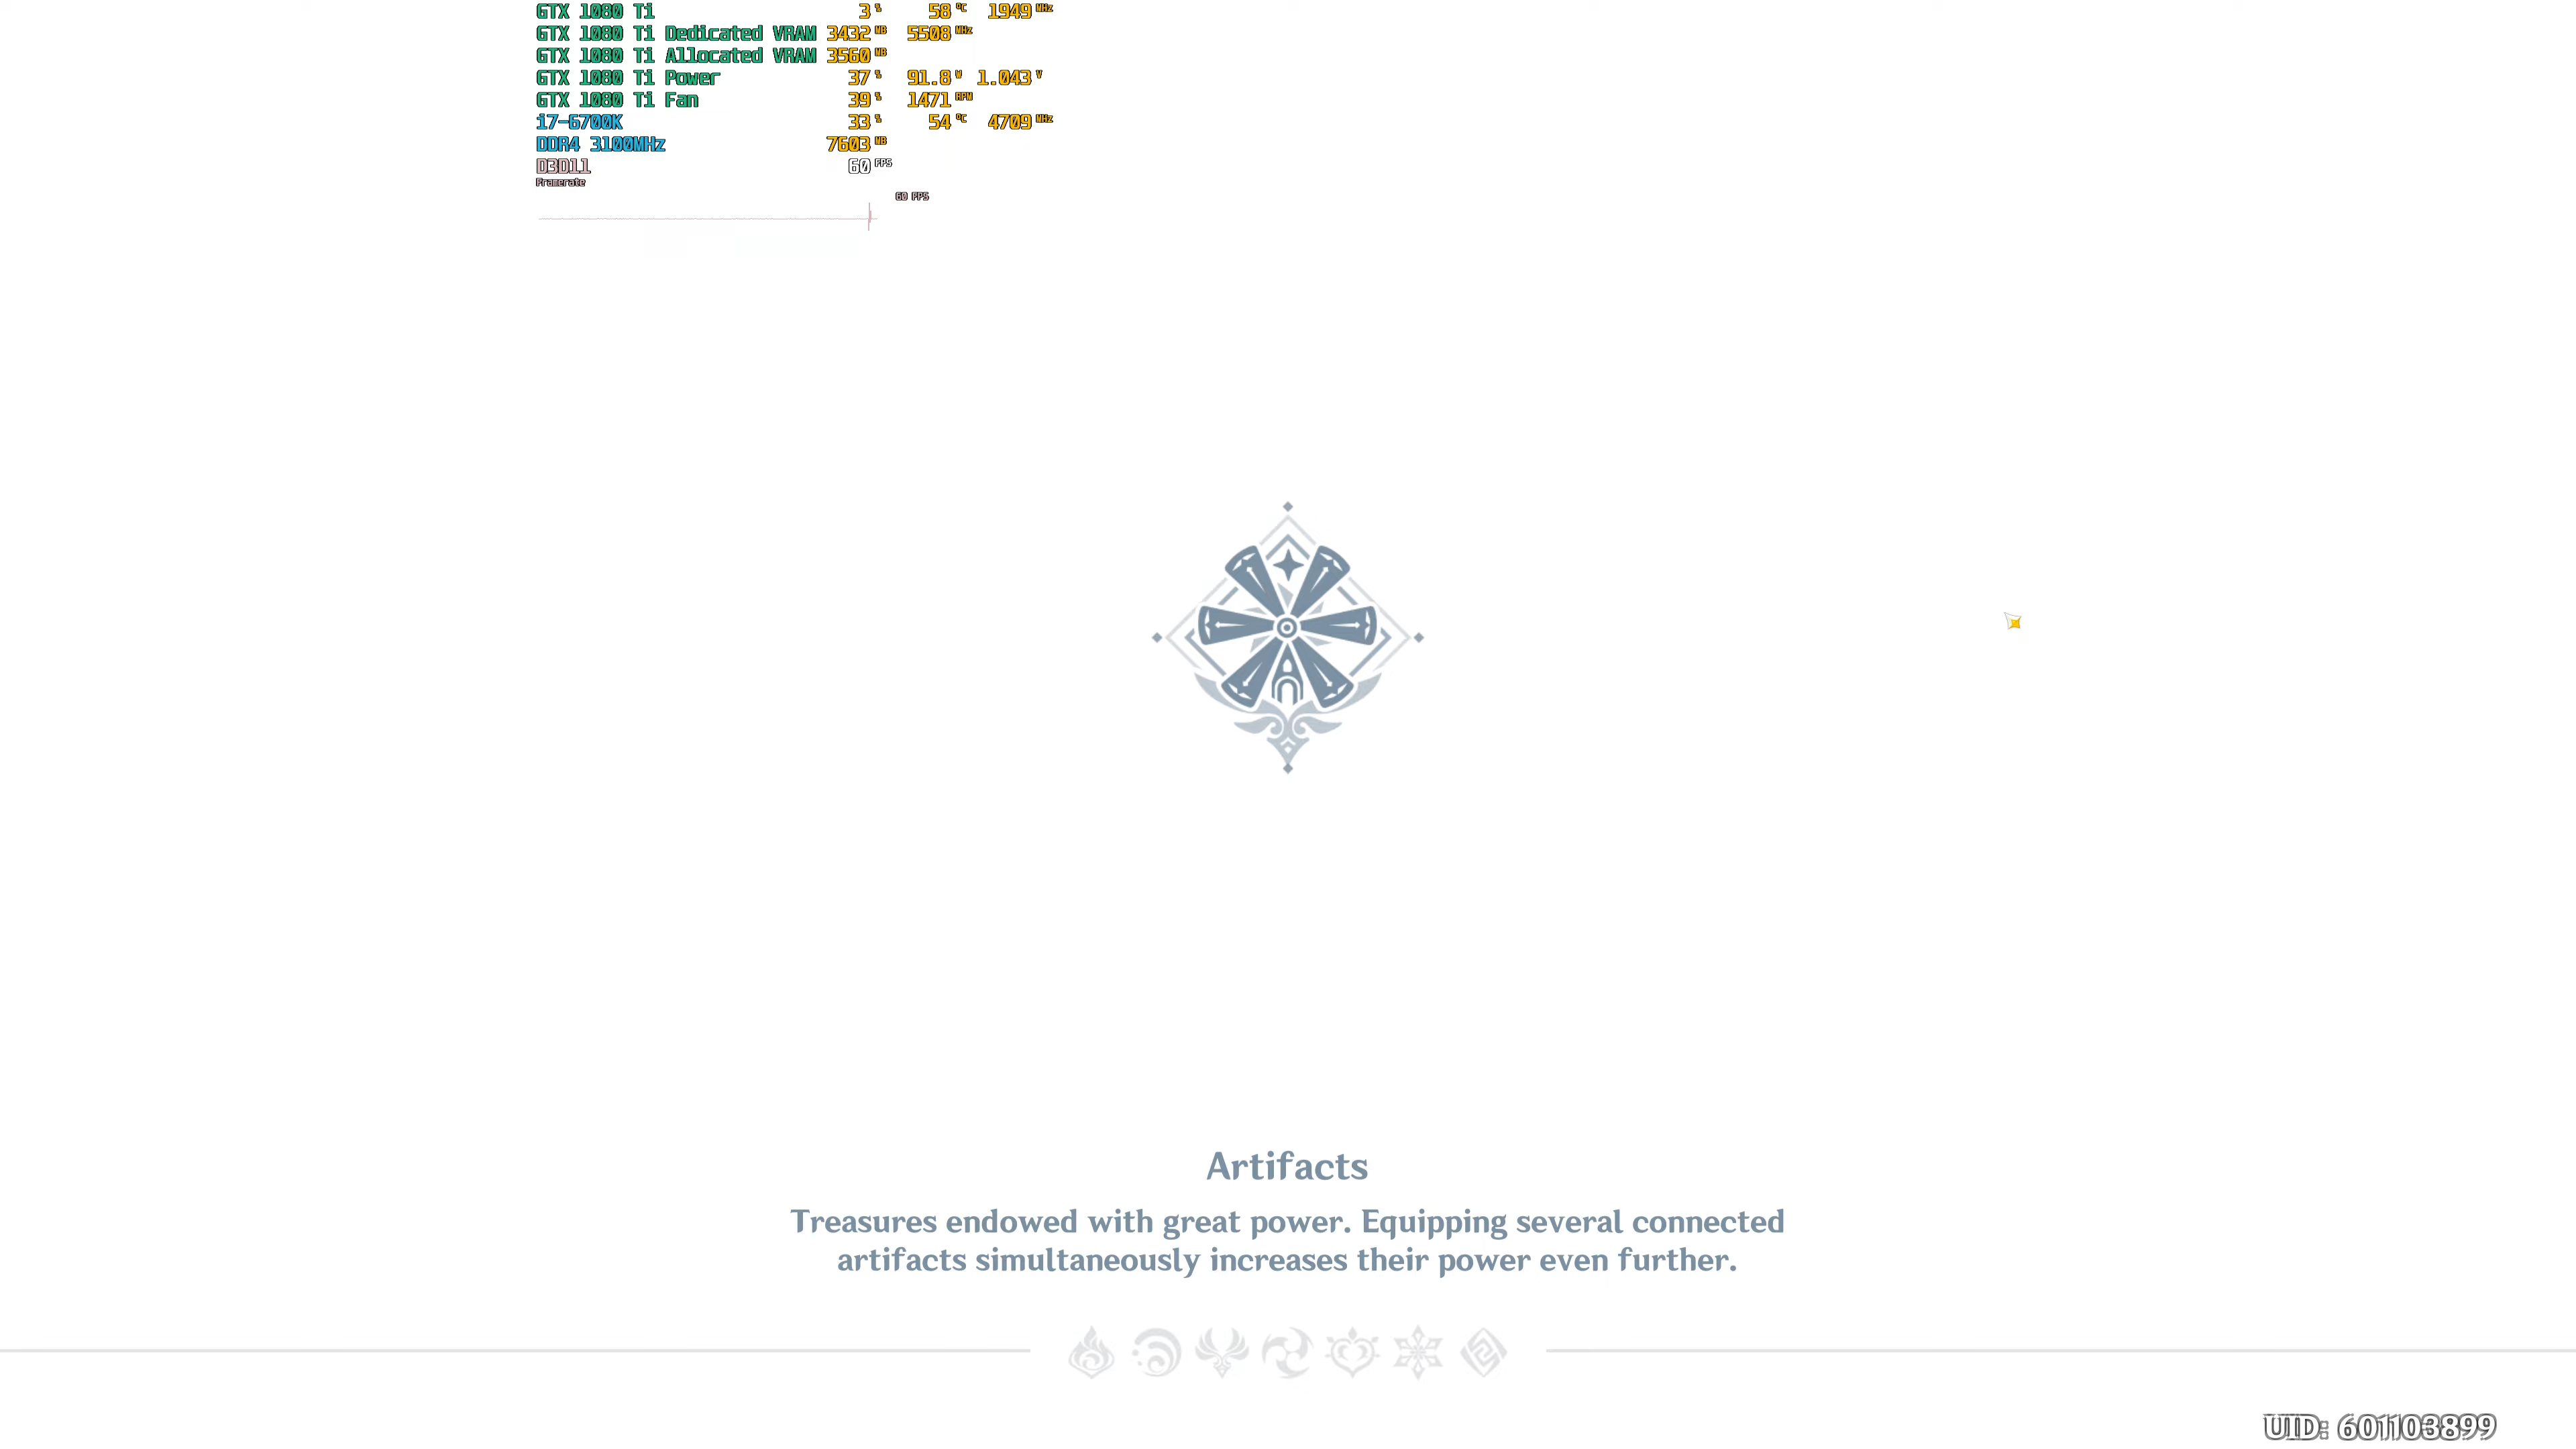 GTX 1080 Ti 3 % 58 °C 1949 MHz
GTX 1080 Ti Dedicated VRAM 3432 MB 5508 MHz
GTX 1080 Ti Allocated VRAM 3560 MB
GTX 1080 Ti Power 37 % 91.8 W 1.043 V
GTX 1080 Ti Fan 39 % 1471 RPM
i7-6700K 33 % 54 °C 4709 MHz
DDR4 3100MHz 7603 MB
D3D11 60 FPS
Framerate
60 FPS
Artifacts
Treasures endowed with great power. Equipping several connected
artifacts simultaneously increases their power even further.
UID: 601103899